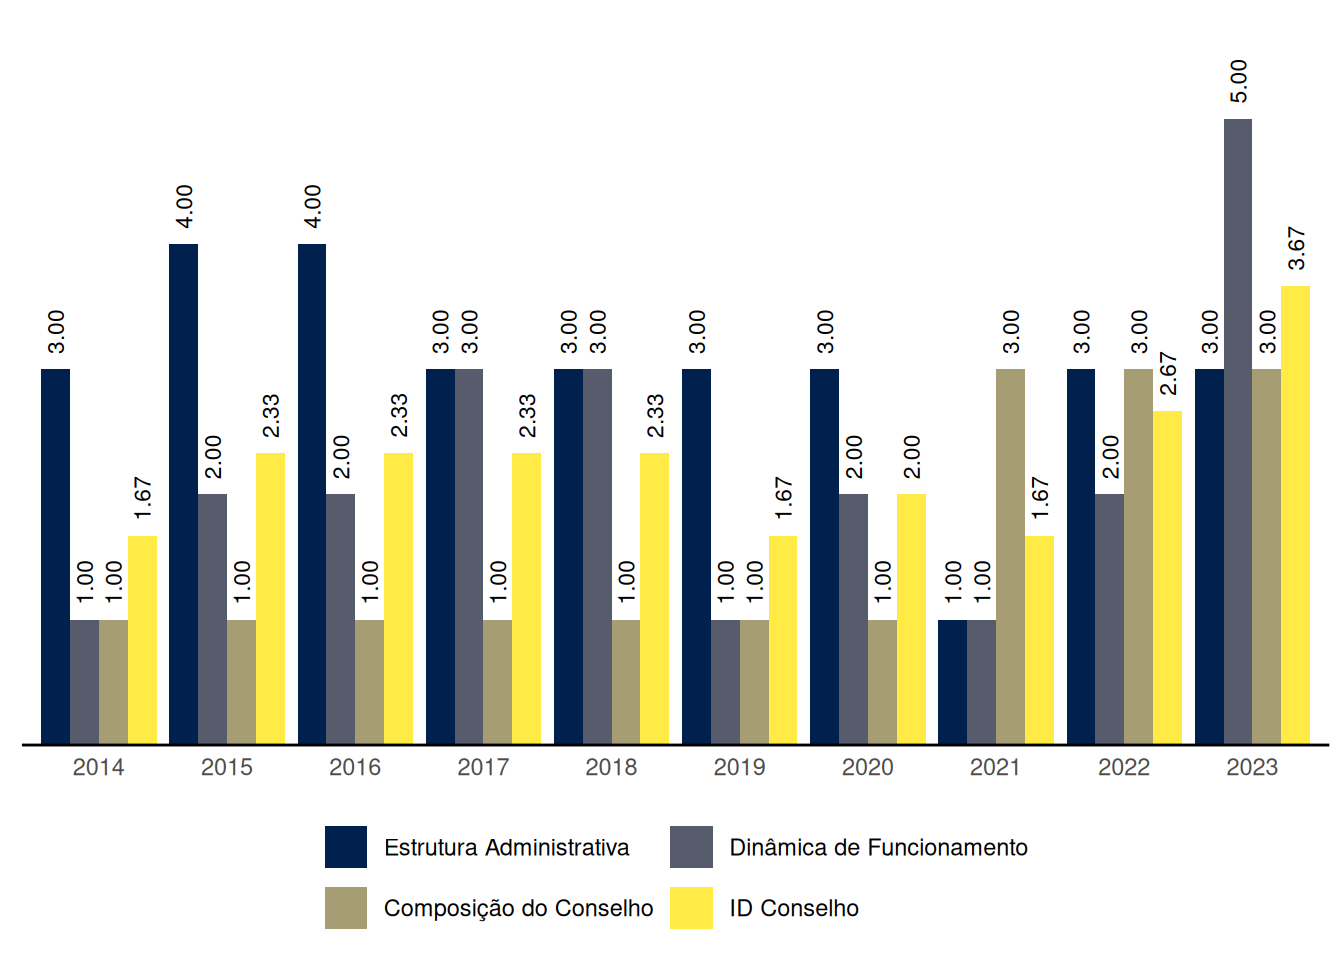 3.00 1.00 1.00 1.67
4.00 2.00 1.00 2.33
4.00 2.00 1.00 2.33
3.00 3.00 1.00 2.33
3.00 3.00 1.00 2.33
3.00 1.00 1.00 1.67
3.00 2.00 1.00 2.00
1.00 1.00 3.00 1.67
3.00 2.00 3.00 2.67
3.00 5.00 3.00 3.67
2014 2015 2016 2017 2018 2019 2020 2021 2022 2023
Estrutura Administrativa Dinâmica de Funcionamento
Composição do Conselho ID Conselho